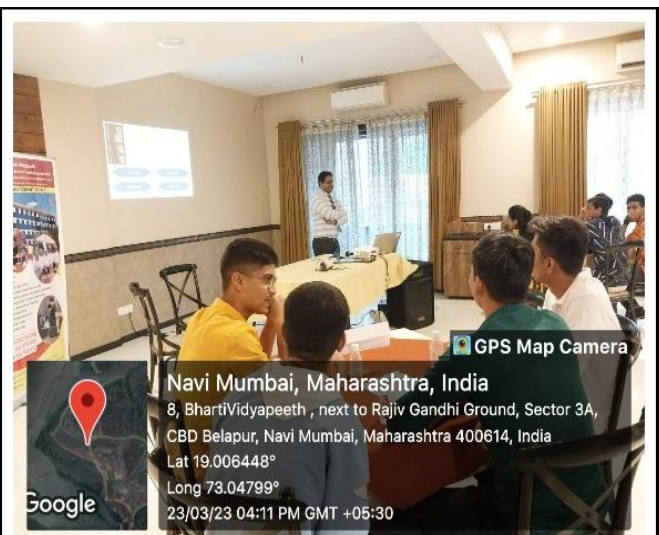 GPS Map Camera
Navi Mumbai, Maharashtra, India
8, BhartiVidyapeeth , next to Rajiv Gandhi Ground, Sector 3A,
CBD Belapur, Navi Mumbai, Maharashtra 400614, India
Lat 19.006448°
Long 73.04799°
23/03/23 04:11 PM GMT +05:30
Google